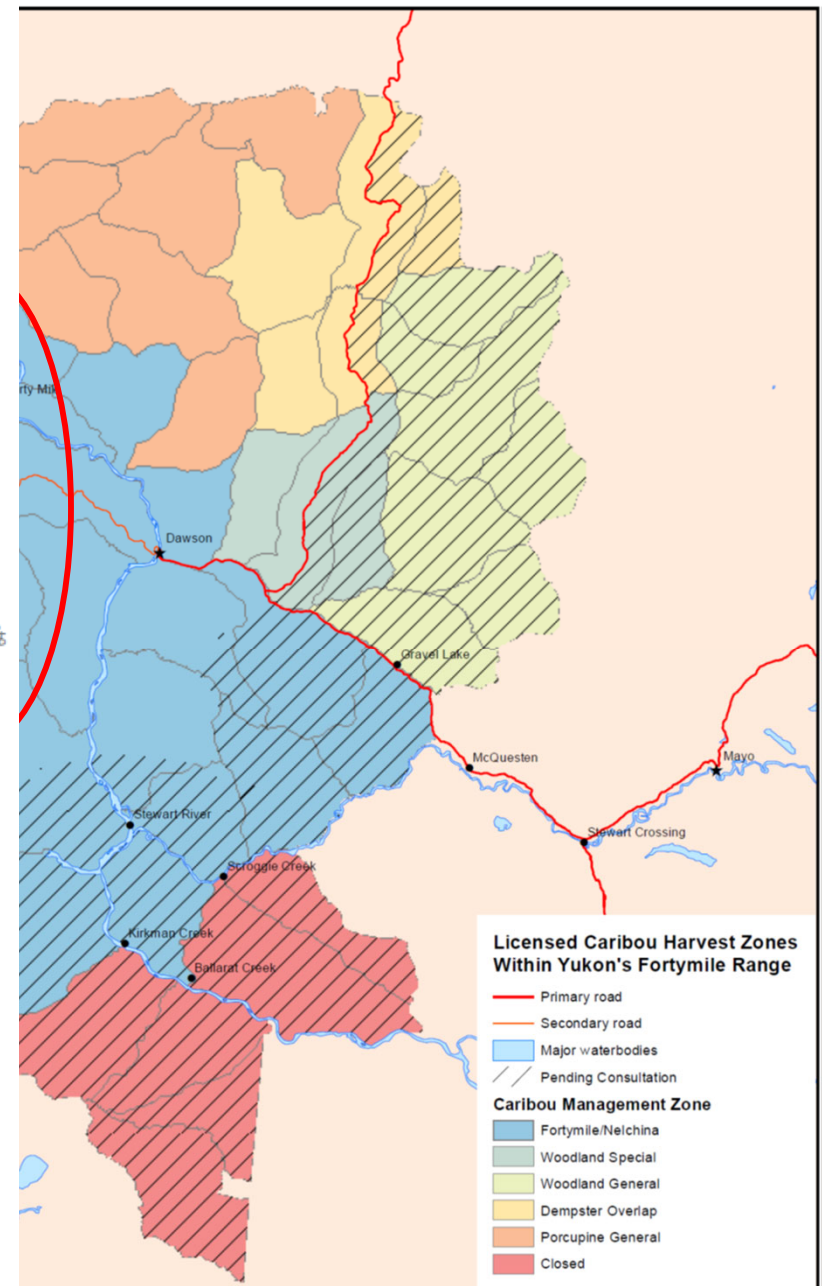 rty Mil
Dawson
Gravel Lake
McQuesten
Mayo
Stewart River
Stewart Crossing
Scroggie Creek
Kirkman Creek
Ballarat Creek
Licensed Caribou Harvest Zones
Within Yukon's Fortymile Range
Primary road
Secondary road
Major waterbodies
Pending Consultation
Caribou Management Zone
Fortymile/Nelchina
Woodland Special
Woodland General
Dempster Overlap
Porcupine General
Closed